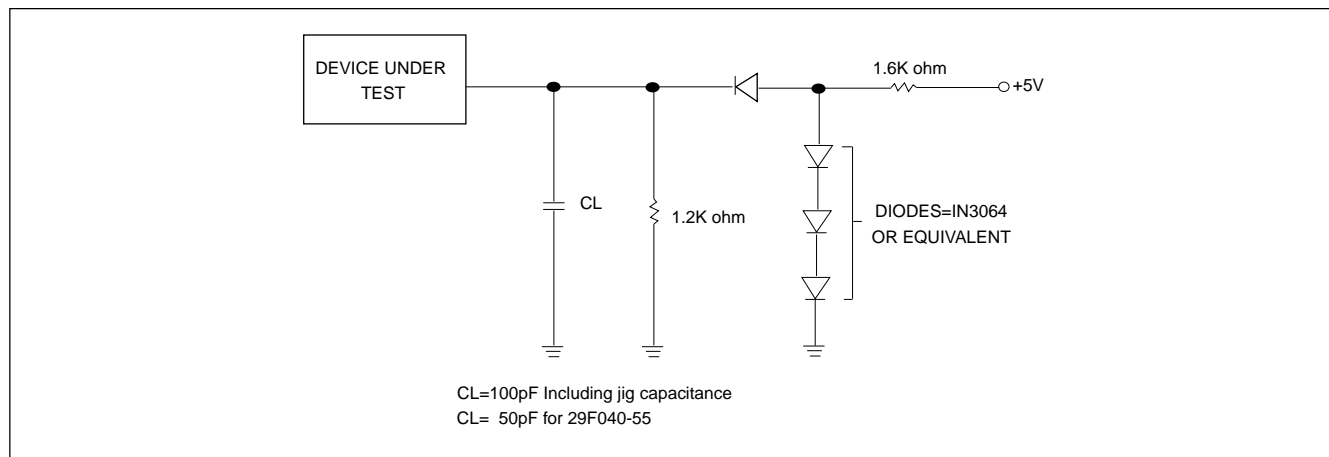 DEVICE UNDER
TEST
1.6K ohm
+5V
CL
1.2K ohm
DIODES=IN3064
OR EQUIVALENT
CL=100pF Including jig capacitance
CL= 50pF for 29F040-55